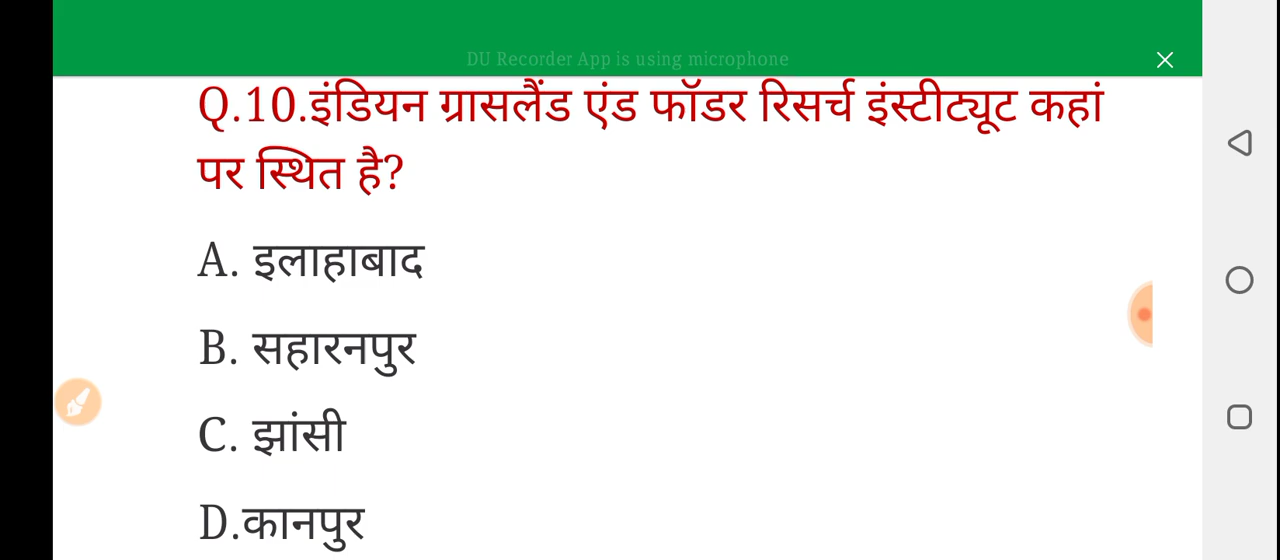 DU Recorder App is using microphone
Q.10.इंडियन ग्रासलैंड एंड फॉडर रिसर्च इंस्टीट्यूट कहां
पर स्थित है?
A. इलाहाबाद
B. सहारनपुर
C. झांसी
D.कानपुर